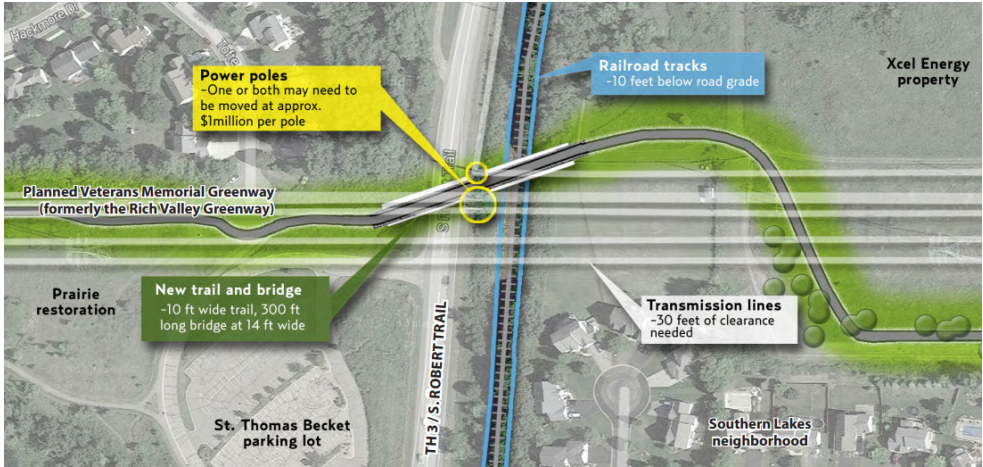 Hackmore Dr
Tofte
Power poles
-One or both may need to
be moved at approx.
$1million per pole
Railroad tracks
-10 feet below road grade
Xcel Energy
property
Planned Veterans Memorial Greenway
(formerly the Rich Valley Greenway)
New trail and bridge
-10 ft wide trail, 300 ft
long bridge at 14 ft wide
Prairie
restoration
Transmission lines
-30 feet of clearance
needed
TH 3 / S. ROBERT TRAIL
St. Thomas Becket
parking lot
Southern Lakes
neighborhood